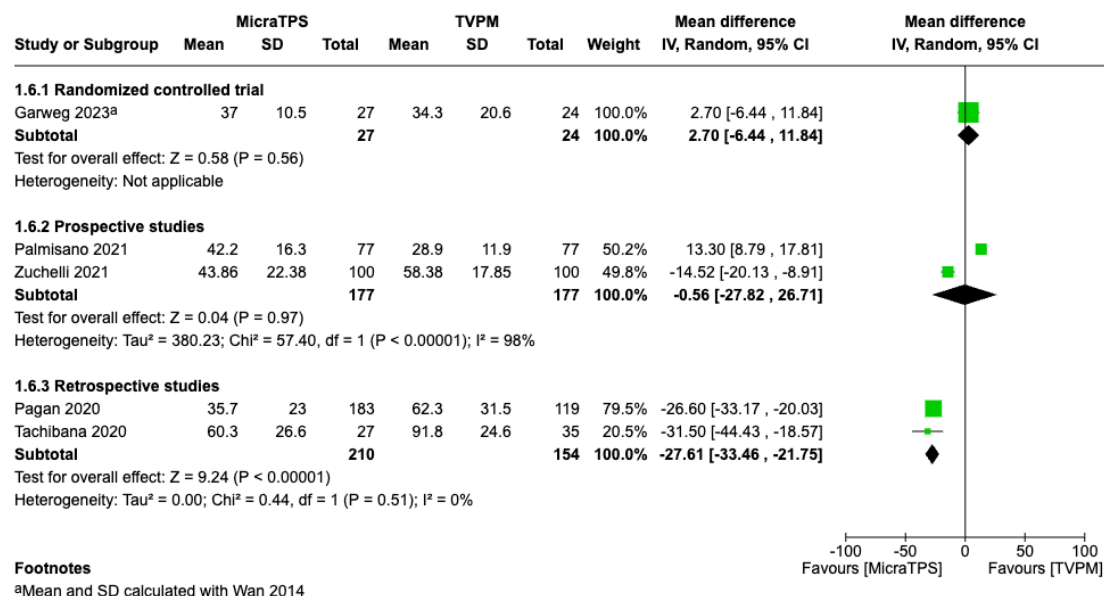 MicraTPS TVPM Mean difference Mean difference
Study or Subgroup Mean SD Total Mean SD Total Weight IV, Random, 95% CI IV, Random, 95% CI
1.6.1 Randomized controlled trial
Garweg 2023ª 37 10.5 27 34.3 20.6 24 100.0% 2.70 [-6.44 , 11.84]
Subtotal 27 24 100.0% 2.70 [-6.44 , 11.84]
Test for overall effect: Z = 0.58 (P = 0.56)
Heterogeneity: Not applicable
1.6.2 Prospective studies
Palmisano 2021 42.2 16.3 77 28.9 11.9 77 50.2% 13.30 [8.79 , 17.81]
Zuchelli 2021 43.86 22.38 100 58.38 17.85 100 49.8% -14.52 [-20.13 , -8.91]
Subtotal 177 177 100.0% -0.56 [-27.82 , 26.71]
Test for overall effect: Z = 0.04 (P = 0.97)
Heterogeneity: Tau² = 380.23; Chi² = 57.40, df = 1 (P < 0.00001); I² = 98%
1.6.3 Retrospective studies
Pagan 2020 35.7 23 183 62.3 31.5 119 79.5% -26.60 [-33.17 , -20.03]
Tachibana 2020 60.3 26.6 27 91.8 24.6 35 20.5% -31.50 [-44.43 , -18.57]
Subtotal 210 154 100.0% -27.61 [-33.46 , -21.75]
Test for overall effect: Z = 9.24 (P < 0.00001)
Heterogeneity: Tau² = 0.00; Chi² = 0.44, df = 1 (P = 0.51); I² = 0%
-100 -50 0 50 100
Favours [MicraTPS] Favours [TVPM]
Footnotes
ªMean and SD calculated with Wan 2014